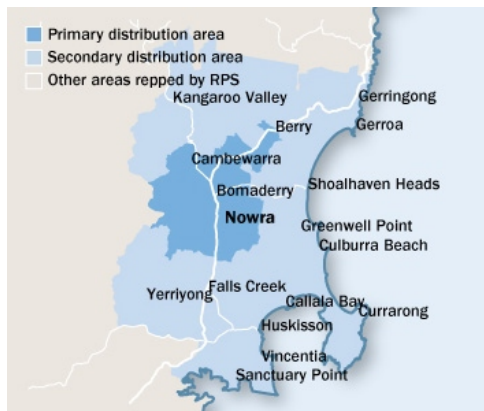 Primary distribution area
Secondary distribution area
Other areas repped by RPS
Kangaroo Valley
Gerringong
Berry
Gerroa
Cambewarra
Bomaderry
Shoalhaven Heads
Nowra
Greenwell Point
Culburra Beach
Yerriyong
Falls Creek
Callala Bay
Currarong
Huskisson
Vincentia
Sanctuary Point